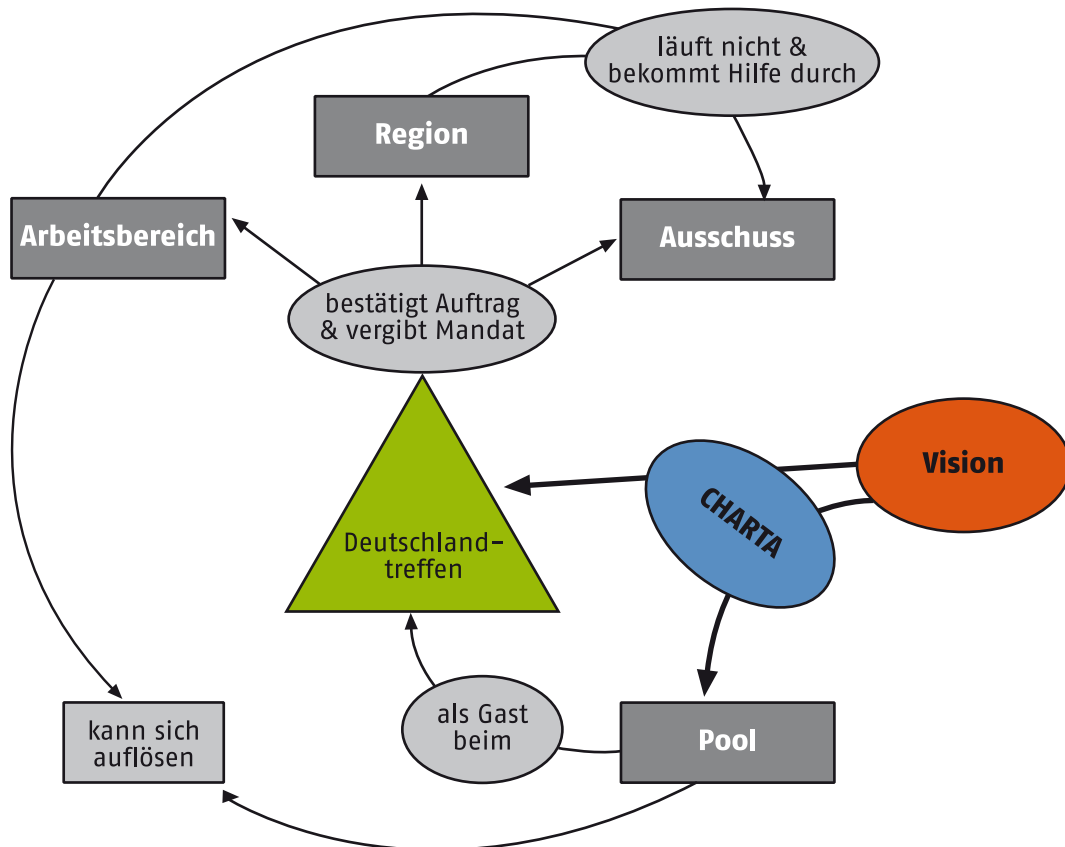 läuft nicht &
bekommt Hilfe durch
Region
Arbeitsbereich
Ausschuss
bestätigt Auftrag
& vergibt Mandat
Vision
CHARTA
Deutschland–
treffen
als Gast
beim
Pool
kann sich
auflösen